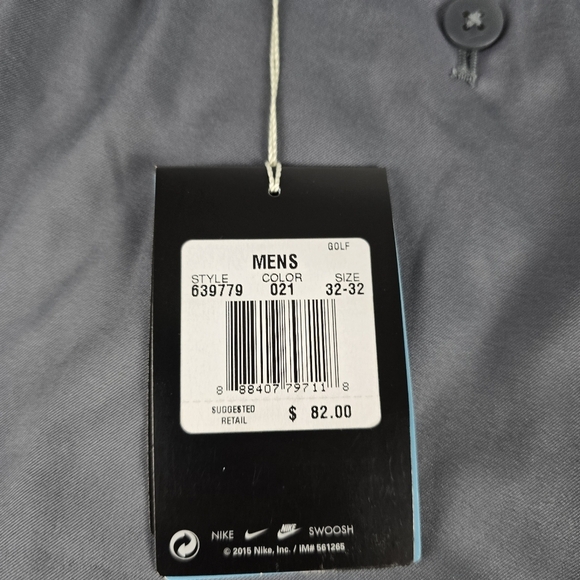 GOLF
MENS
STYLE COLOR SIZE
639779 021 32-32
8 88407 79711 8
SUGGESTED RETAIL $ 82.00
NIKE NIKE SWOOSH
© 2015 Nike, Inc. / IM# 561265